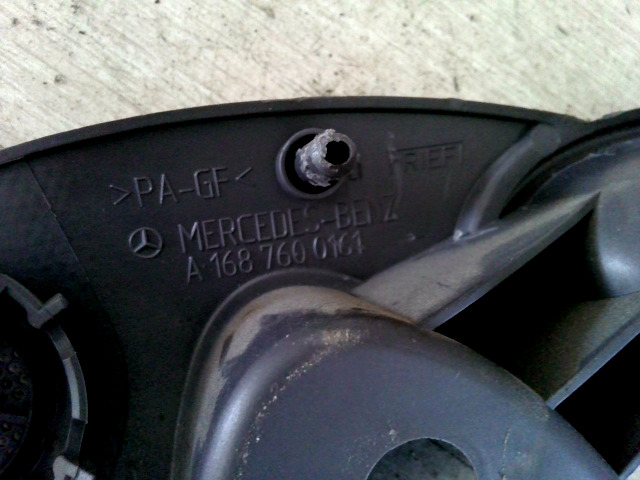 >PA-GF<
MERCEDES-BENZ
A 168 760 0161